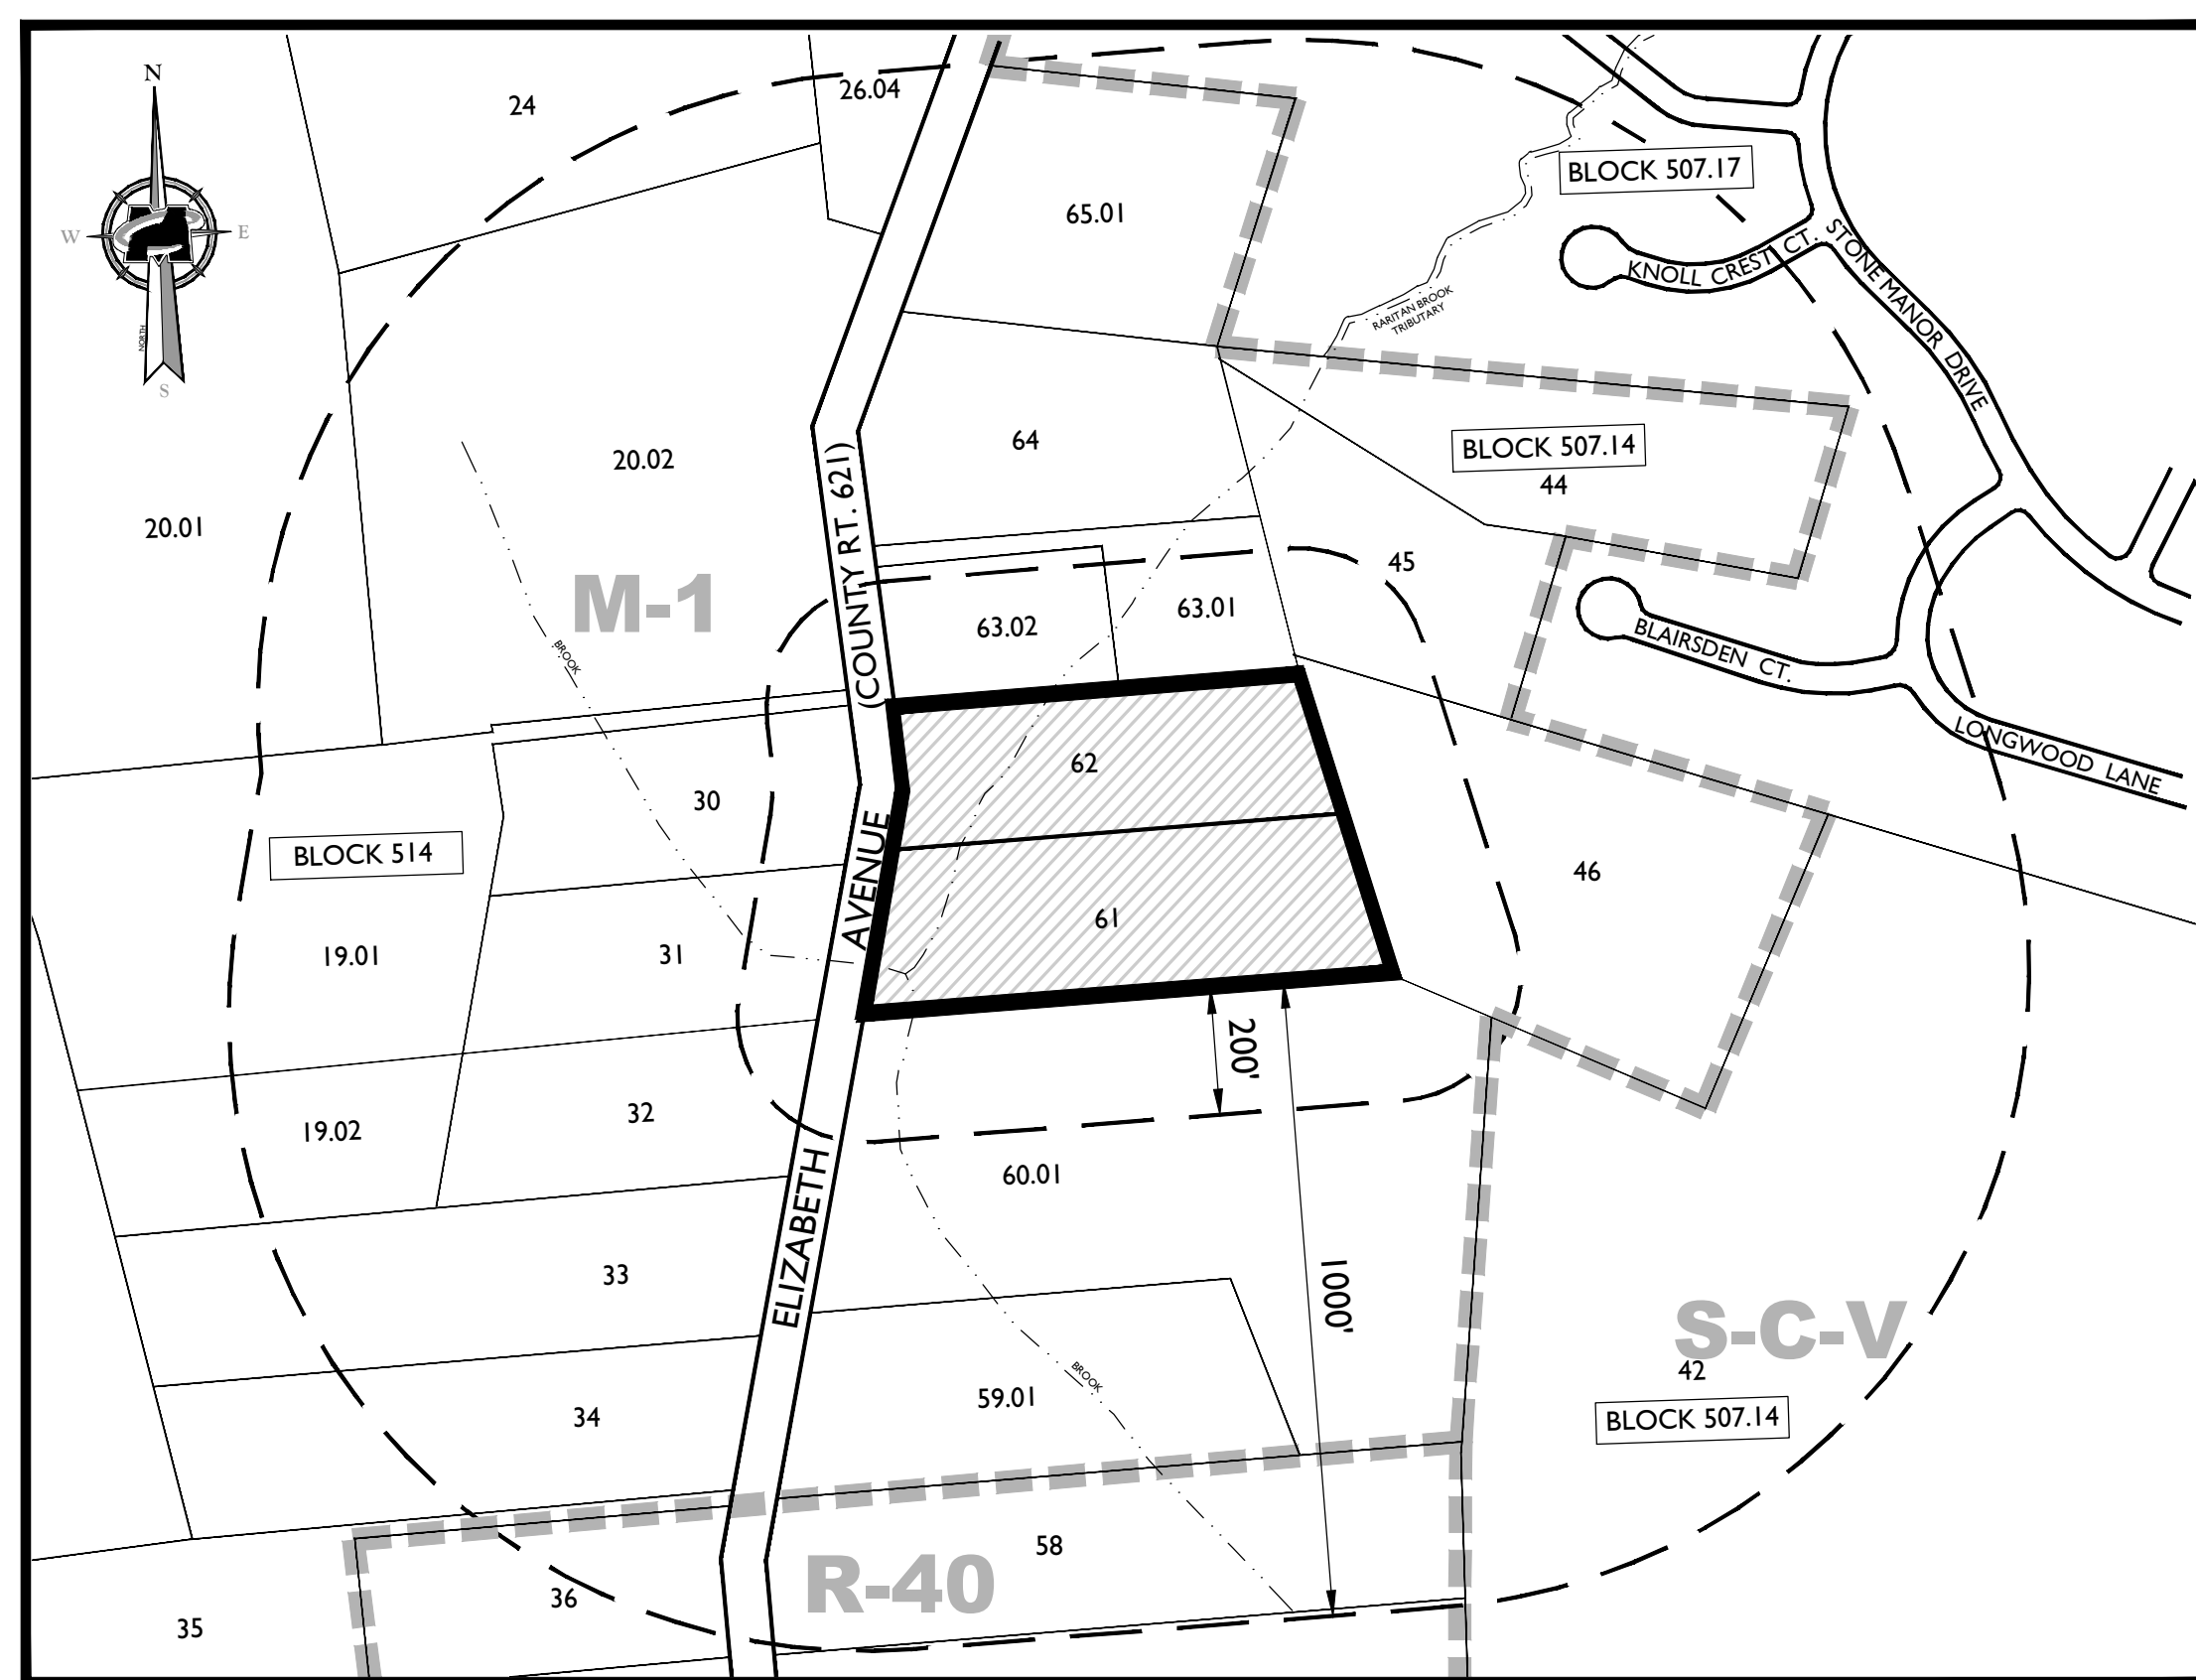 N
W
E
NORTH
S
24
26.04
65.01
BLOCK 507.17
KNOLL CREST CT.
STONE MANOR DRIVE
RARITAN BROOK
TRIBUTARY
20.01
20.02
64
BLOCK 507.14
44
(COUNTY RT. 621)
M-1
BROOK
63.02
63.01
45
BLAIRSDEN CT.
LONGWOOD LANE
62
30
BLOCK 514
AVENUE
46
61
31
19.01
200'
32
19.02
60.01
ELIZABETH
33
1000'
S-C-V
42
BLOCK 507.14
BROOK
59.01
34
58
R-40
36
35